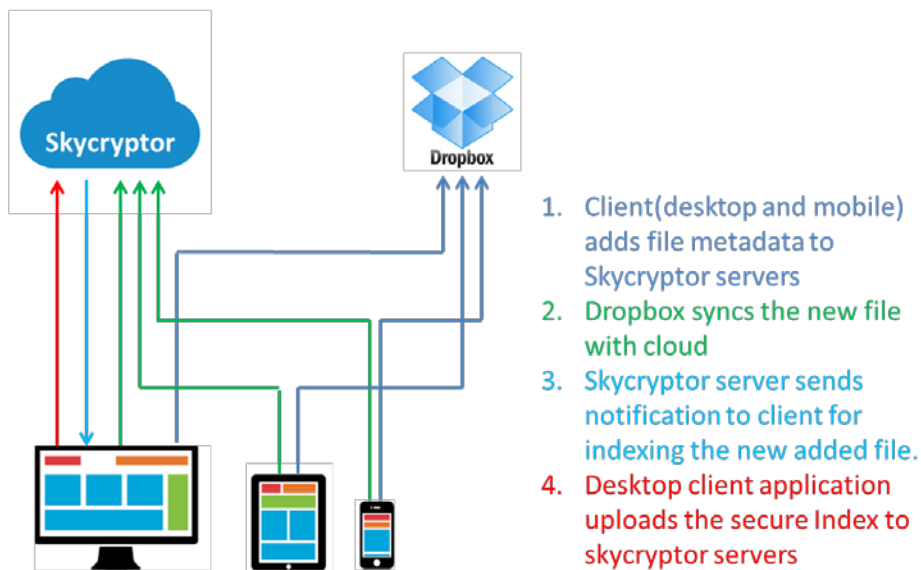 Skycryptor
Dropbox
1. Client(desktop and mobile)
adds file metadata to
Skycryptor servers
2. Dropbox syncs the new file
with cloud
3. Skycryptor server sends
notification to client for
indexing the new added file.
4. Desktop client application
uploads the secure Index to
skycryptor servers